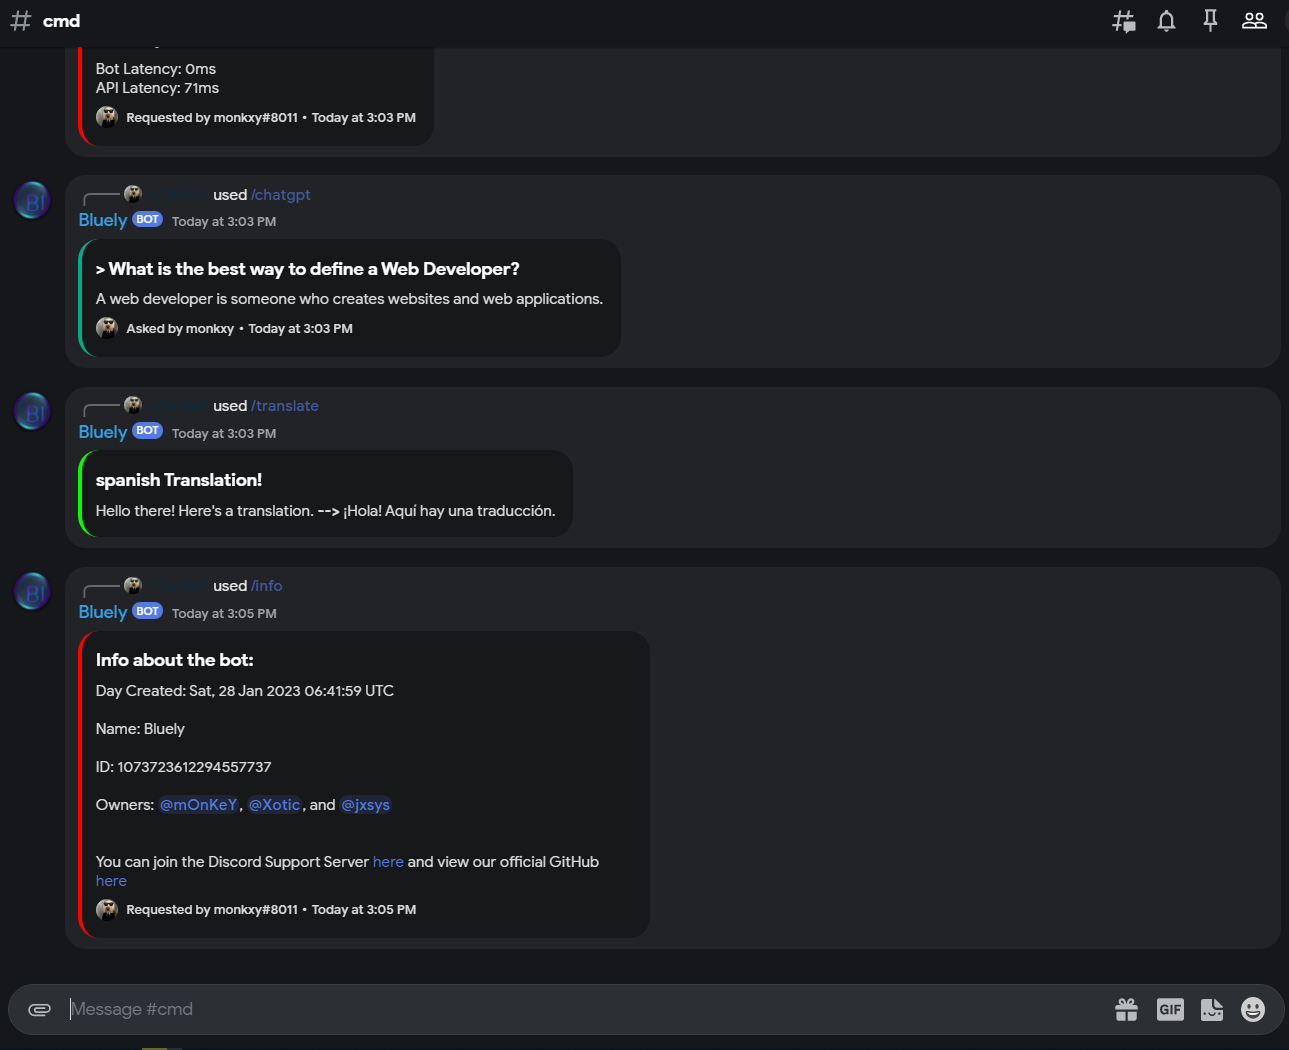 cmd
Bot Latency: 0ms
API Latency: 71ms
Requested by monkxy#8011 • Today at 3:03 PM
used /chatgpt
BI
Bluely BOT Today at 3:03 PM
> What is the best way to define a Web Developer?
A web developer is someone who creates websites and web applications.
Asked by monkxy • Today at 3:03 PM
used /translate
BI
Bluely BOT Today at 3:03 PM
spanish Translation!
Hello there! Here's a translation. --> ¡Hola! Aquí hay una traducción.
used /info
BI
Bluely BOT Today at 3:05 PM
Info about the bot:
Day Created: Sat, 28 Jan 2023 06:41:59 UTC
Name: Bluely
ID: 1073723612294557737
Owners: @mOnKeY, @Xotic, and @jxsys
You can join the Discord Support Server here and view our official GitHub
here
Requested by monkxy#8011 • Today at 3:05 PM
Message #cmd
GIF